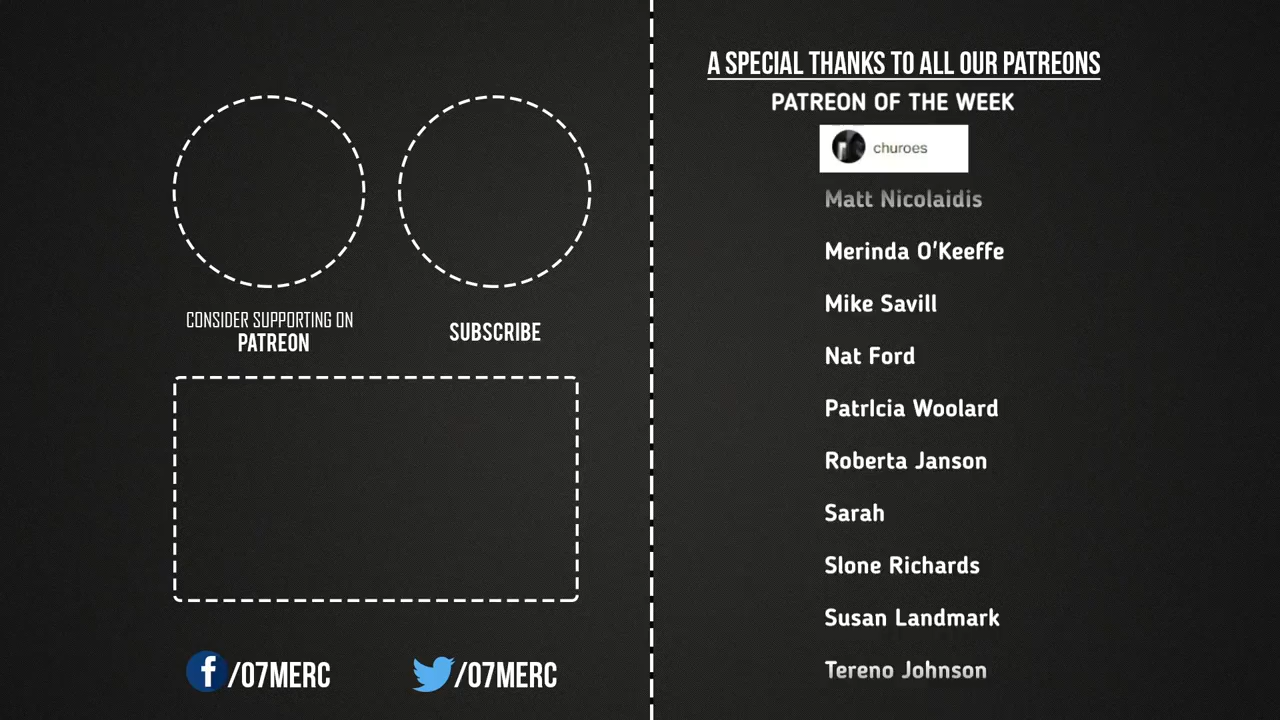 CONSIDER SUPPORTING ON
PATREON
SUBSCRIBE
/07MERC
/07MERC
A SPECIAL THANKS TO ALL OUR PATREONS
PATREON OF THE WEEK
churoes
Matt Nicolaidis
Merinda O'Keeffe
Mike Savill
Nat Ford
PatrIcia Woolard
Roberta Janson
Sarah
Slone Richards
Susan Landmark
Tereno Johnson